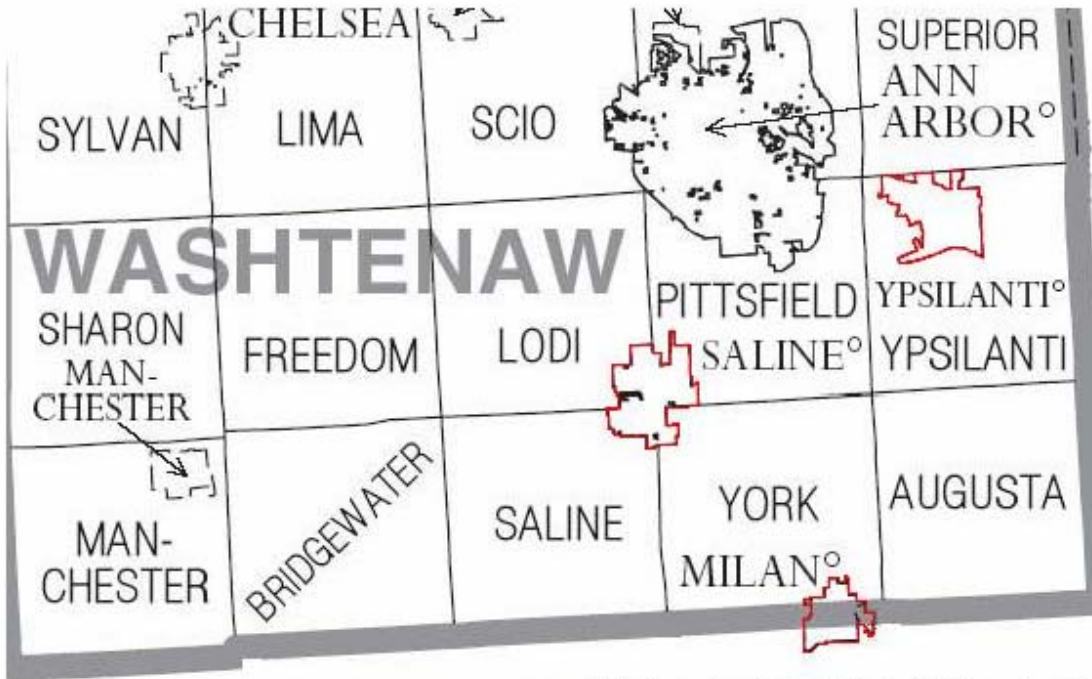 CHELSEA
SUPERIOR
ANN
ARBOR°
SYLVAN
LIMA
SCIO
WASHTENAW
SHARON
MAN-
CHESTER
FREEDOM
LODI
PITTSFIELD
SALINE°
YPSILANTI°
YPSILANTI
MAN-
CHESTER
BRIDGEWATER
SALINE
YORK
MILAN°
AUGUSTA